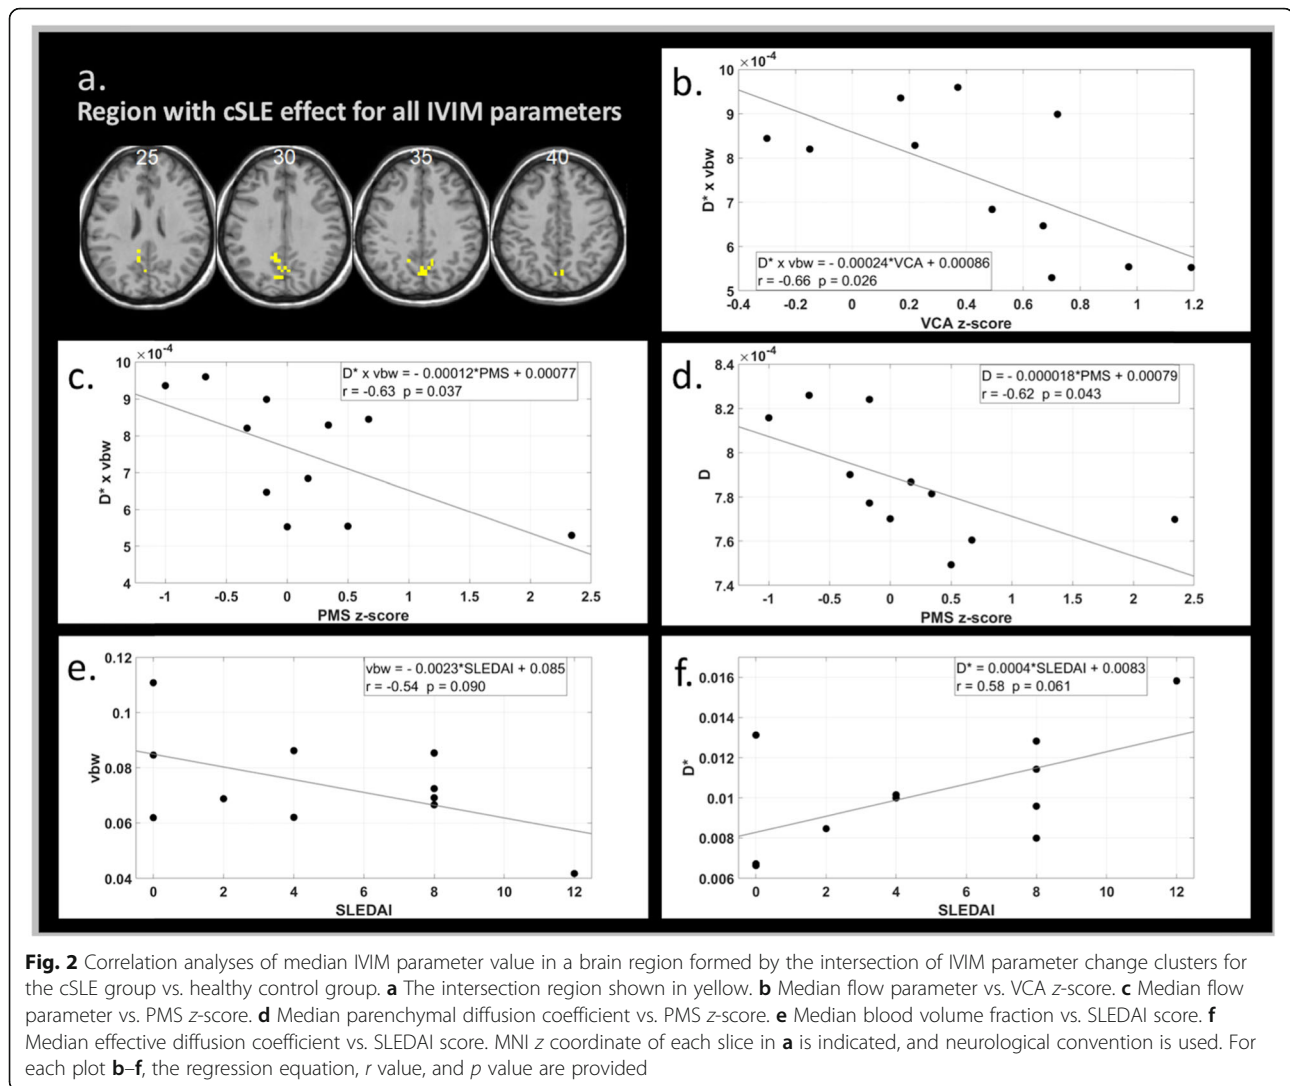 a.
Region with cSLE effect for all IVIM parameters
25 30 35 40
b.
×10⁻⁴
10
9
8
7
6
5
D* x vbw
D* x vbw = - 0.00024*VCA + 0.00086
r = -0.66 p = 0.026
-0.4 -0.2 0 0.2 0.4 0.6 0.8 1 1.2
VCA z-score
c.
×10⁻⁴
10
9
8
7
6
5
4
D* x vbw
D* x vbw = - 0.00012*PMS + 0.00077
r = -0.63 p = 0.037
-1 -0.5 0 0.5 1 1.5 2 2.5
PMS z-score
d.
×10⁻⁴
8.4
8.2
8
7.8
7.6
7.4
D
D = - 0.000018*PMS + 0.00079
r = -0.62 p = 0.043
-1 -0.5 0 0.5 1 1.5 2 2.5
PMS z-score
e.
0.12
0.1
0.08
0.06
0.04
vbw
vbw = - 0.0023*SLEDAI + 0.085
r = -0.54 p = 0.090
0 2 4 6 8 10 12
SLEDAI
f.
0.016
0.014
0.012
0.01
0.008
0.006
D*
D* = 0.0004*SLEDAI + 0.0083
r = 0.58 p = 0.061
0 2 4 6 8 10 12
SLEDAI
Fig. 2 Correlation analyses of median IVIM parameter value in a brain region formed by the intersection of IVIM parameter change clusters for
the cSLE group vs. healthy control group. a The intersection region shown in yellow. b Median flow parameter vs. VCA z-score. c Median flow
parameter vs. PMS z-score. d Median parenchymal diffusion coefficient vs. PMS z-score. e Median blood volume fraction vs. SLEDAI score. f
Median effective diffusion coefficient vs. SLEDAI score. MNI z coordinate of each slice in a is indicated, and neurological convention is used. For
each plot b–f, the regression equation, r value, and p value are provided